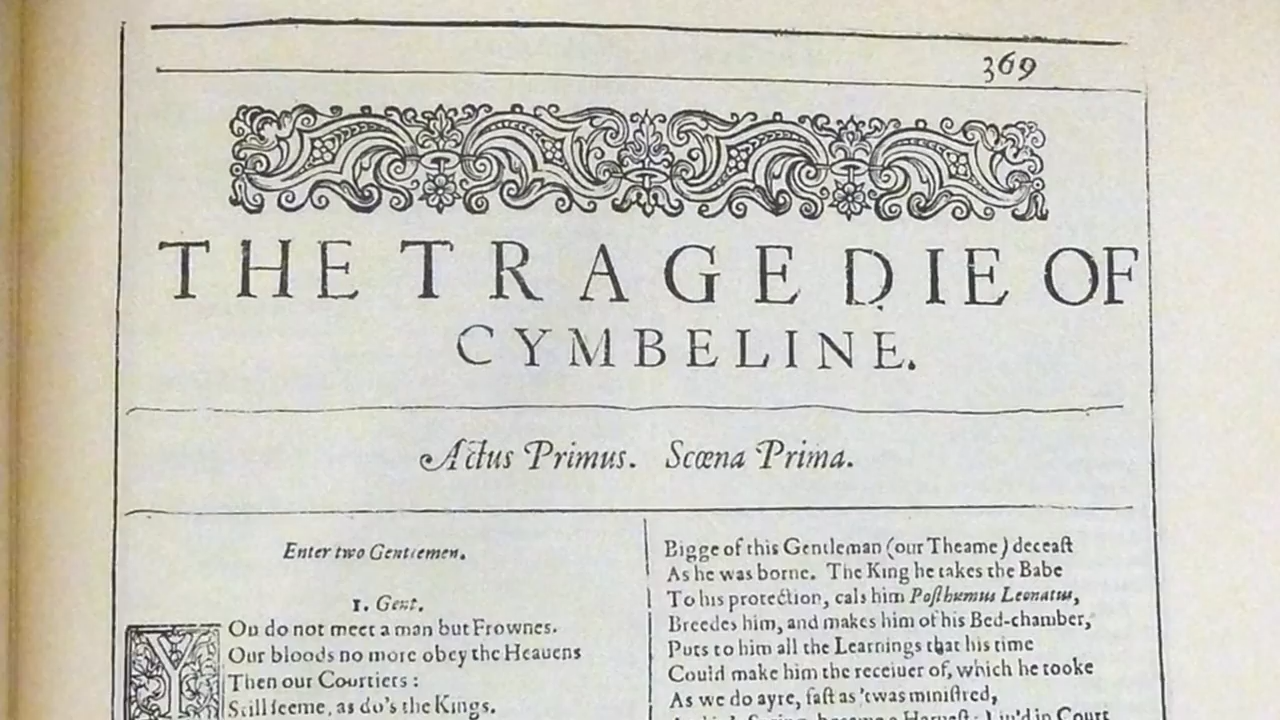 369
THE TRAGEDIE OF
CYMBELINE.
Actus Primus. Scœna Prima.
Enter two Gentlemen.
1. Gent.
YOu do not meet a man but Frownes.
Our bloods no more obey the Heauens
Then our Courtiers:
Still seeme, as do's the Kings.
Bigge of this Gentleman (our Theame) deceast
As he was borne. The King he takes the Babe
To his protection, cals him Posthumus Leonatus,
Breedes him, and makes him of his Bed-chamber,
Puts to him all the Learnings that his time
Could make him the receiuer of, which he tooke
As we do ayre, fast as 'twas ministred,